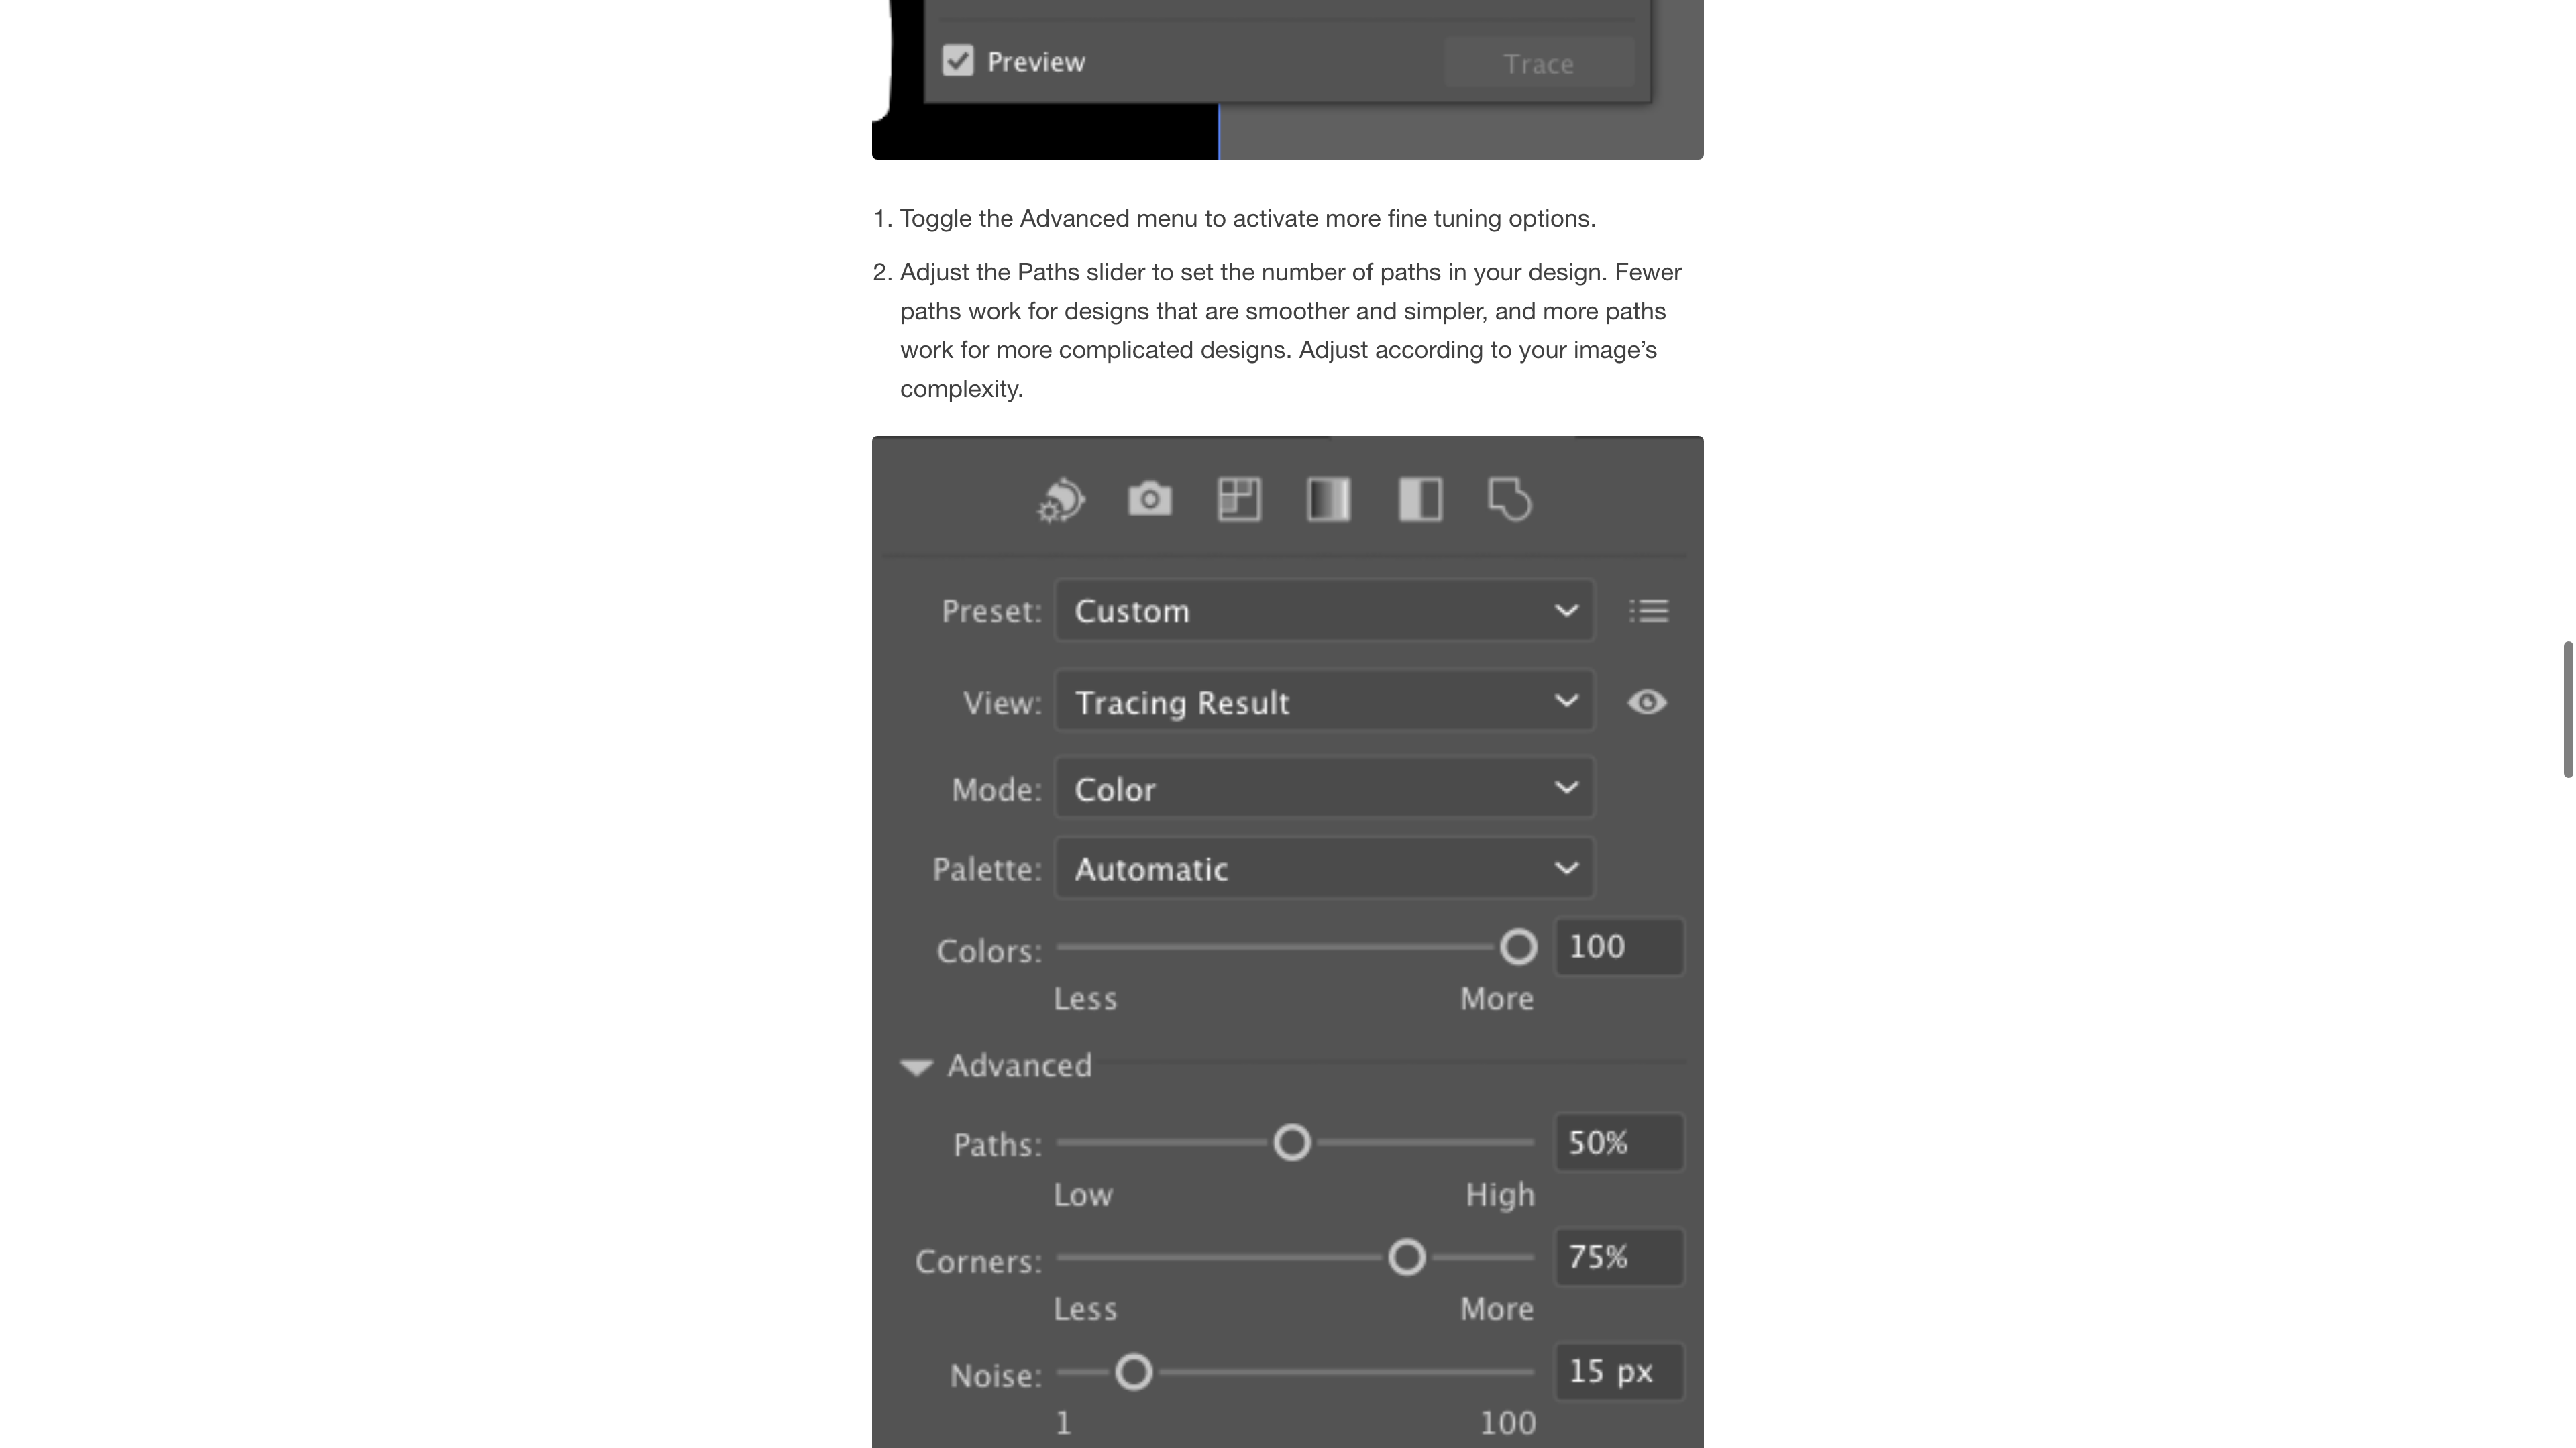 Preview
Trace
1. Toggle the Advanced menu to activate more fine tuning options.
2. Adjust the Paths slider to set the number of paths in your design. Fewer
paths work for designs that are smoother and simpler, and more paths
work for more complicated designs. Adjust according to your image’s
complexity.
Preset: Custom
View: Tracing Result
Mode: Color
Palette: Automatic
Colors: 100
Less More
Advanced
Paths: 50%
Low High
Corners: 75%
Less More
Noise: 15 px
1 100